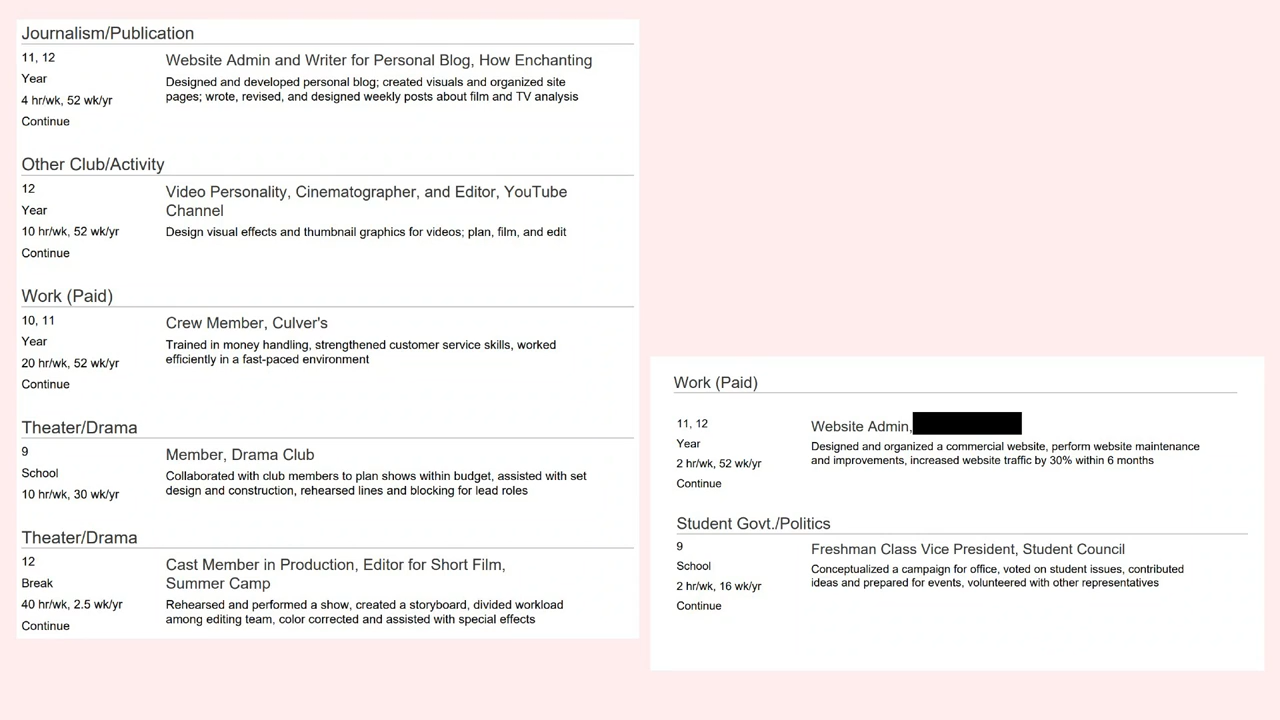 Journalism/Publication
11, 12
Year
4 hr/wk, 52 wk/yr
Continue
Website Admin and Writer for Personal Blog, How Enchanting
Designed and developed personal blog; created visuals and organized site
pages; wrote, revised, and designed weekly posts about film and TV analysis
Other Club/Activity
12
Year
10 hr/wk, 52 wk/yr
Continue
Video Personality, Cinematographer, and Editor, YouTube
Channel
Design visual effects and thumbnail graphics for videos; plan, film, and edit
Work (Paid)
10, 11
Year
20 hr/wk, 52 wk/yr
Continue
Crew Member, Culver's
Trained in money handling, strengthened customer service skills, worked
efficiently in a fast-paced environment
Theater/Drama
9
School
10 hr/wk, 30 wk/yr
Member, Drama Club
Collaborated with club members to plan shows within budget, assisted with set
design and construction, rehearsed lines and blocking for lead roles
Theater/Drama
12
Break
40 hr/wk, 2.5 wk/yr
Continue
Cast Member in Production, Editor for Short Film,
Summer Camp
Rehearsed and performed a show, created a storyboard, divided workload
among editing team, color corrected and assisted with special effects
Work (Paid)
11, 12
Year
2 hr/wk, 52 wk/yr
Continue
Website Admin,
Designed and organized a commercial website, perform website maintenance
and improvements, increased website traffic by 30% within 6 months
Student Govt./Politics
9
School
2 hr/wk, 16 wk/yr
Continue
Freshman Class Vice President, Student Council
Conceptualized a campaign for office, voted on student issues, contributed
ideas and prepared for events, volunteered with other representatives